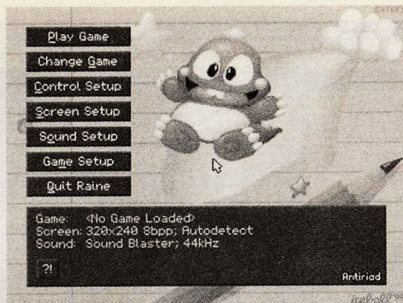 Play Game
Change Game
Control Setup
Screen Setup
Sound Setup
Game Setup
Quit Raine
Game: <No Game Loaded>
Screen: 320x240 8bpp; Autodetect
Sound: Sound Blaster; 44kHz
?!
Antiriad